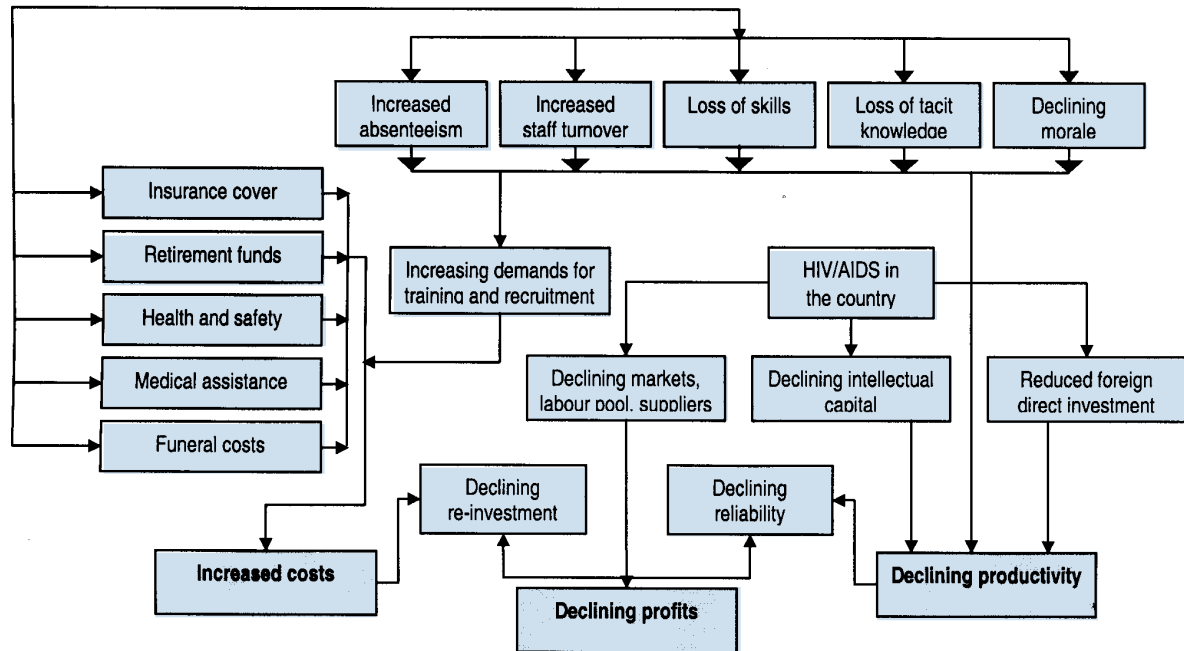 Increased
absenteeism
Increased
staff turnover
Loss of skills
Loss of tacit
knowledge
Declining
morale
Insurance cover
Retirement funds
Health and safety
Medical assistance
Funeral costs
Increasing demands for
training and recruitment
HIV/AIDS in
the country
Declining markets,
labour pool, suppliers
Declining intellectual
capital
Reduced foreign
direct investment
Declining
re-investment
Declining
reliability
Increased costs
Declining profits
Declining productivity